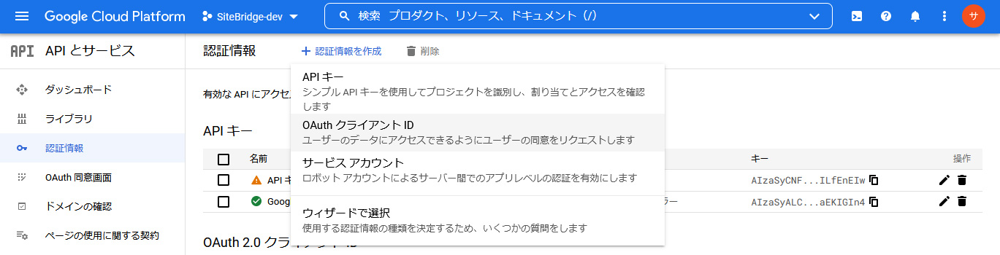 Google Cloud Platform SiteBridge-dev 検索 プロダクト、リソース、ドキュメント (/) サ
API API とサービス 認証情報 + 認証情報を作成 削除
ダッシュボード
ライブラリ
認証情報
OAuth 同意画面
ドメインの確認
ページの使用に関する契約
有効な API にアクセス
API キー
シンプル API キーを使用してプロジェクトを識別し、割り当てとアクセスを確認
します
OAuth クライアント ID
ユーザーのデータにアクセスできるようにユーザーの同意をリクエストします
サービス アカウント
ロボット アカウントによるサーバー間でのアプリレベルの認証を有効にします
ウィザードで選択
使用する認証情報の種類を決定するため、いくつかの質問をします
API キー
名前 キー 操作
API キ AIzaSyCNF...ILfEnEIw
Goog ラー AIzaSyALC...aEKIGIn4
OAuth 2.0 クライアント ID